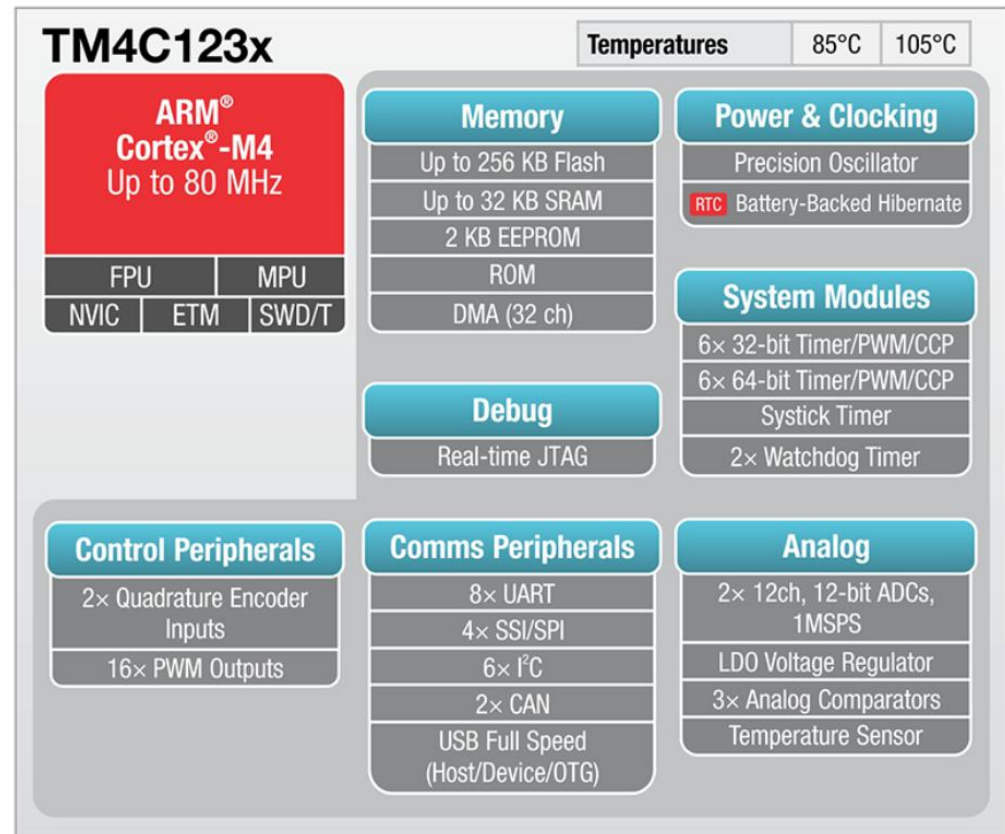 TM4C123x
Temperatures 85°C 105°C
ARM®
Cortex®-M4
Up to 80 MHz
FPU MPU
NVIC ETM SWD/T
Memory
Up to 256 KB Flash
Up to 32 KB SRAM
2 KB EEPROM
ROM
DMA (32 ch)
Power & Clocking
Precision Oscillator
RTC Battery-Backed Hibernate
System Modules
6× 32-bit Timer/PWM/CCP
6× 64-bit Timer/PWM/CCP
Systick Timer
2× Watchdog Timer
Debug
Real-time JTAG
Control Peripherals
2× Quadrature Encoder
Inputs
16× PWM Outputs
Comms Peripherals
8× UART
4× SSI/SPI
6× I²C
2× CAN
USB Full Speed
(Host/Device/OTG)
Analog
2× 12ch, 12-bit ADCs,
1MSPS
LDO Voltage Regulator
3× Analog Comparators
Temperature Sensor